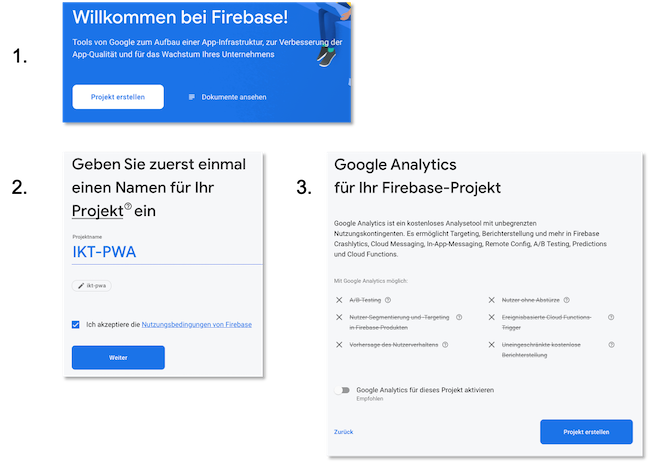 1.
Willkommen bei Firebase!
Tools von Google zum Aufbau einer App-Infrastruktur, zur Verbesserung der
App-Qualität und für das Wachstum Ihres Unternehmens
Projekt erstellen
Dokumente ansehen
2.
Geben Sie zuerst einmal
einen Namen für Ihr
Projekt ein
Projektname
IKT-PWA
ikt-pwa
Ich akzeptiere die Nutzungsbedingungen von Firebase
Weiter
3.
Google Analytics
für Ihr Firebase-Projekt
Google Analytics ist ein kostenloses Analysetool mit unbegrenzten
Nutzungskontingenten. Es ermöglicht Targeting, Berichterstellung und mehr in Firebase
Crashlytics, Cloud Messaging, In-App-Messaging, Remote Config, A/B Testing, Predictions
und Cloud Functions.
Mit Google Analytics möglich:
A/B-Testing
Nutzer ohne Abstürze
Nutzer-Segmentierung und -Targeting
in Firebase-Produkten
Ereignisbasierte Cloud Functions-
Trigger
Vorhersage des Nutzerverhaltens
Uneingeschränkte kostenlose
Berichterstellung
Google Analytics für dieses Projekt aktivieren
Empfohlen
Zurück
Projekt erstellen